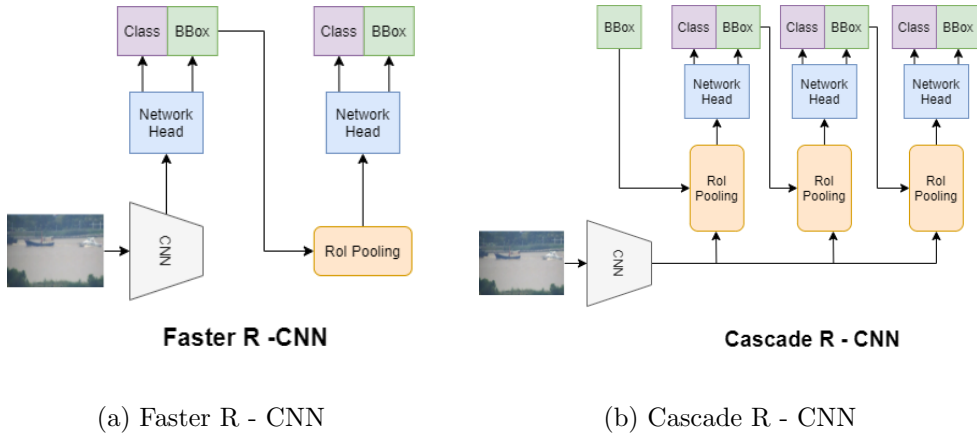 Class BBox
Class BBox
Network
Head
Network
Head
CNN
RoI Pooling
Faster R -CNN
(a) Faster R - CNN
BBox
Class BBox
Class BBox
Class BBox
Network
Head
Network
Head
Network
Head
RoI
Pooling
RoI
Pooling
RoI
Pooling
CNN
Cascade R - CNN
(b) Cascade R - CNN